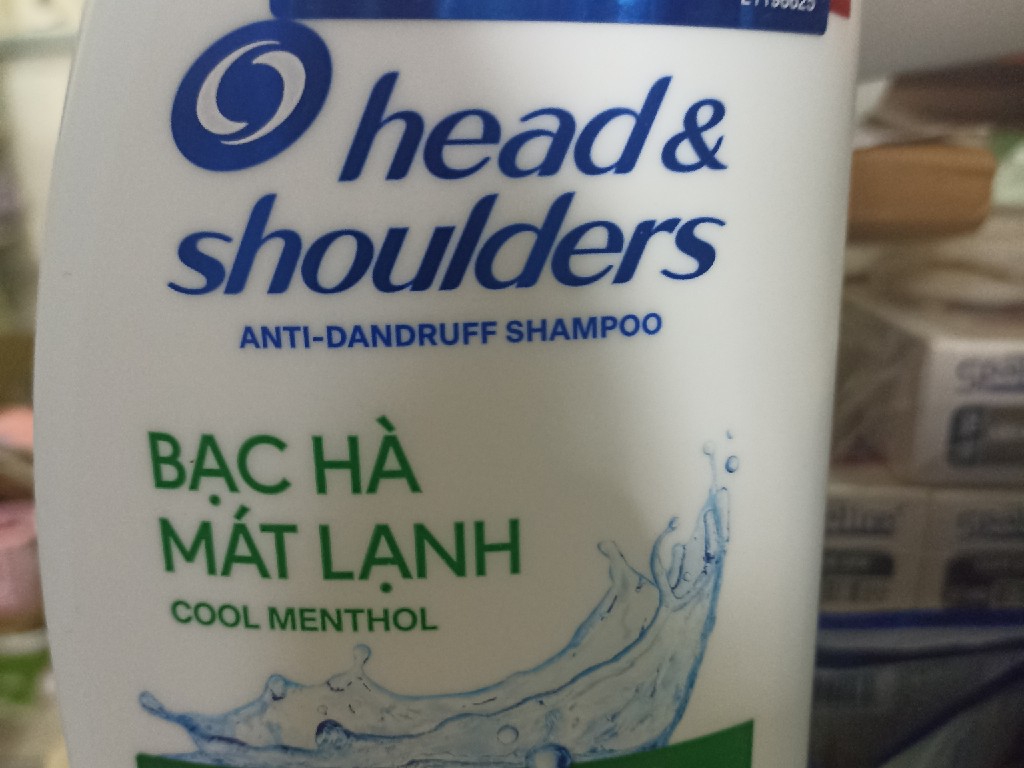 head &
shoulders
ANTI-DANDRUFF SHAMPOO
BẠC HÀ
MÁT LẠNH
COOL MENTHOL